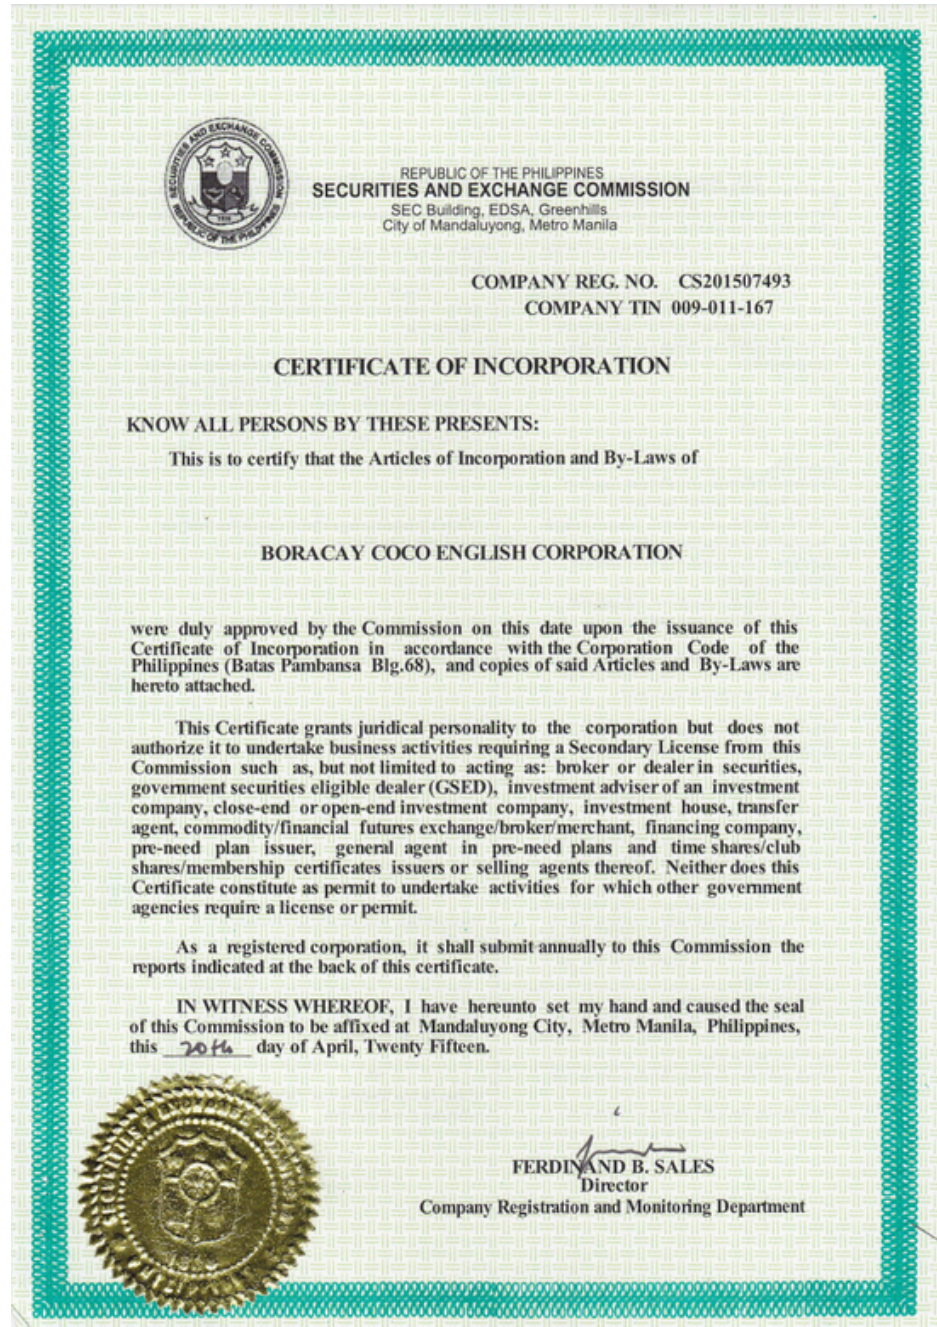 SECURITIES AND EXCHANGE COMMISSION
REPUBLIC OF THE PHILIPPINES
REPUBLIC OF THE PHILIPPINES
SECURITIES AND EXCHANGE COMMISSION
SEC Building, EDSA, Greenhills
City of Mandaluyong, Metro Manila
COMPANY REG. NO. CS201507493
COMPANY TIN 009-011-167
CERTIFICATE OF INCORPORATION
KNOW ALL PERSONS BY THESE PRESENTS:
This is to certify that the Articles of Incorporation and By-Laws of
BORACAY COCO ENGLISH CORPORATION
were duly approved by the Commission on this date upon the issuance of this
Certificate of Incorporation in accordance with the Corporation Code of the
Philippines (Batas Pambansa Blg.68), and copies of said Articles and By-Laws are
hereto attached.
This Certificate grants juridical personality to the corporation but does not
authorize it to undertake business activities requiring a Secondary License from this
Commission such as, but not limited to acting as: broker or dealer in securities,
government securities eligible dealer (GSED), investment adviser of an investment
company, close-end or open-end investment company, investment house, transfer
agent, commodity/financial futures exchange/broker/merchant, financing company,
pre-need plan issuer, general agent in pre-need plans and time shares/club
shares/membership certificates issuers or selling agents thereof. Neither does this
Certificate constitute as permit to undertake activities for which other government
agencies require a license or permit.
As a registered corporation, it shall submit annually to this Commission the
reports indicated at the back of this certificate.
IN WITNESS WHEREOF, I have hereunto set my hand and caused the seal
of this Commission to be affixed at Mandaluyong City, Metro Manila, Philippines,
this 20th day of April, Twenty Fifteen.
FERDINAND B. SALES
Director
Company Registration and Monitoring Department